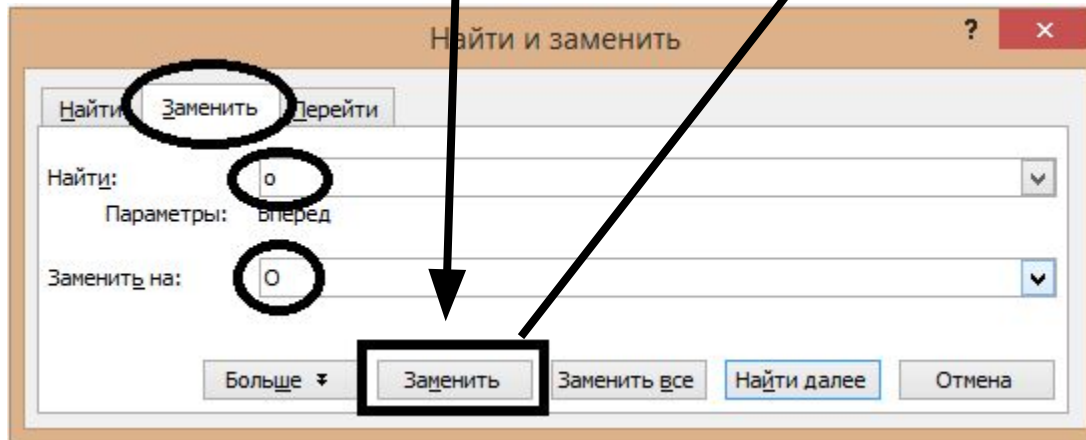 Найти и заменить
Найти Заменить Перейти
Найти: о
Параметры: Вперед
Заменить на: О
Больше Заменить Заменить все Найти далее Отмена